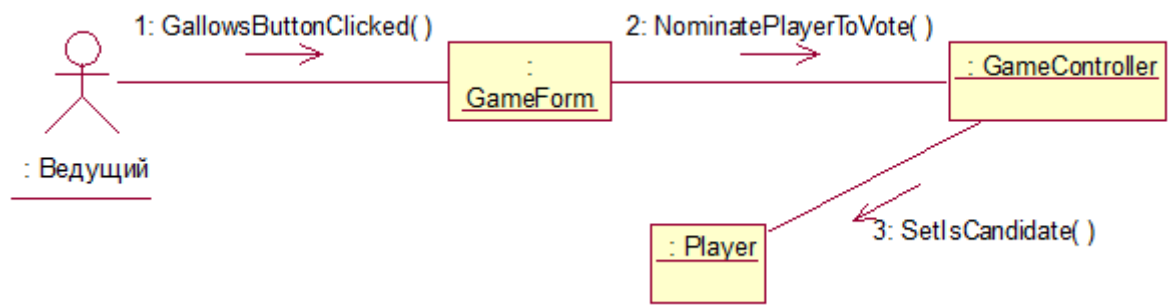 1: GallowsButtonClicked( )
2: NominatePlayerToVote( )
:
GameForm
: GameController
: Ведущий
3: SetIsCandidate( )
: Player